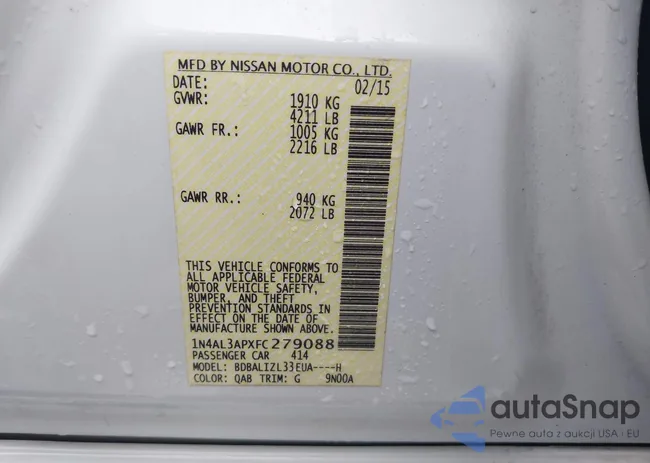 MFD BY NISSAN MOTOR CO., LTD.
DATE: 02/15
GVWR: 1910 KG
4211 LB
GAWR FR.: 1005 KG
2216 LB
GAWR RR.: 940 KG
2072 LB
THIS VEHICLE CONFORMS TO
ALL APPLICABLE FEDERAL
MOTOR VEHICLE SAFETY,
BUMPER, AND THEFT
PREVENTION STANDARDS IN
EFFECT ON THE DATE OF
MANUFACTURE SHOWN ABOVE.
1N4AL3APXFC279088
PASSENGER CAR 414
MODEL: BDBALIZL33EUA----H
COLOR: QAB TRIM: G 9N00A
autaSnap
Pewne auta z aukcji USA i EU